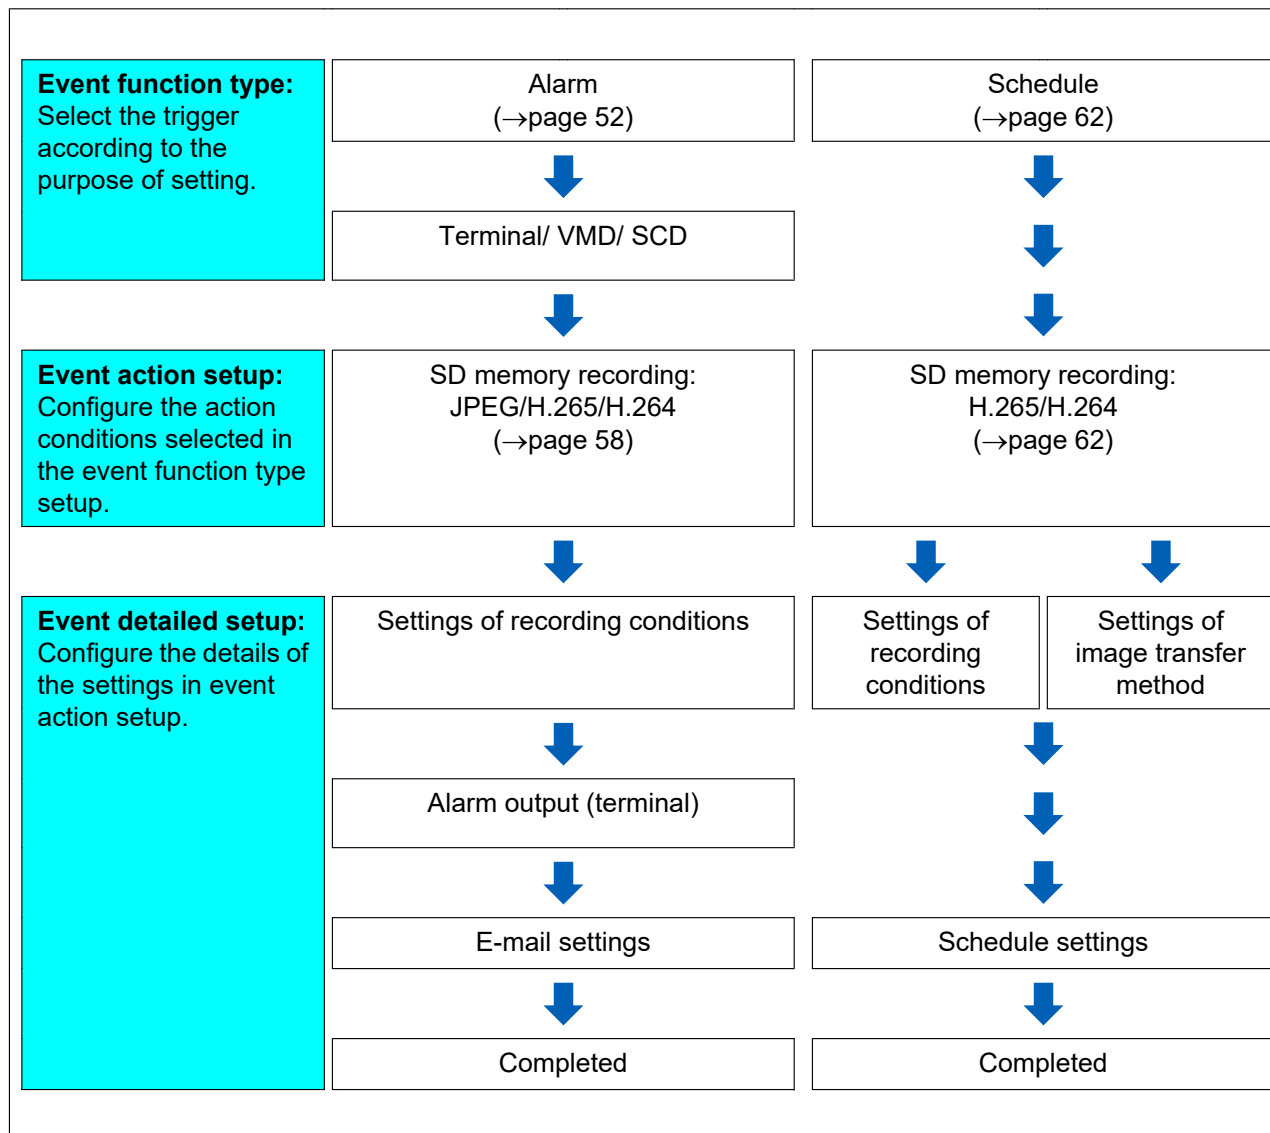 Event function type:
Select the trigger
according to the
purpose of setting.
Alarm
(→page 52)
Schedule
(→page 62)
Terminal/ VMD/ SCD
Event action setup:
Configure the action
conditions selected in
the event function type
setup.
SD memory recording:
JPEG/H.265/H.264
(→page 58)
SD memory recording:
H.265/H.264
(→page 62)
Event detailed setup:
Configure the details of
the settings in event
action setup.
Settings of recording conditions
Settings of
recording
conditions
Settings of
image transfer
method
Alarm output (terminal)
E-mail settings
Schedule settings
Completed
Completed